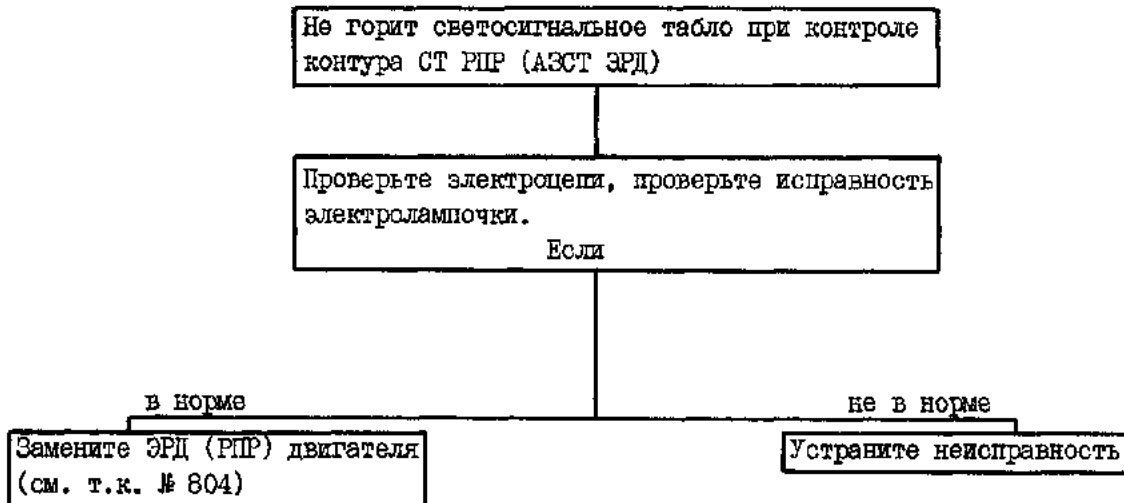 Не горит светосигнальное табло при контроле
контура СТ РПР (АЗСТ ЭРД)
Проверьте электроцепи, проверьте исправность
электролампочки.
Если
в норме
не в норме
Замените ЭРД (РПР) двигателя
(см. т.к. № 804)
Устраните неисправность